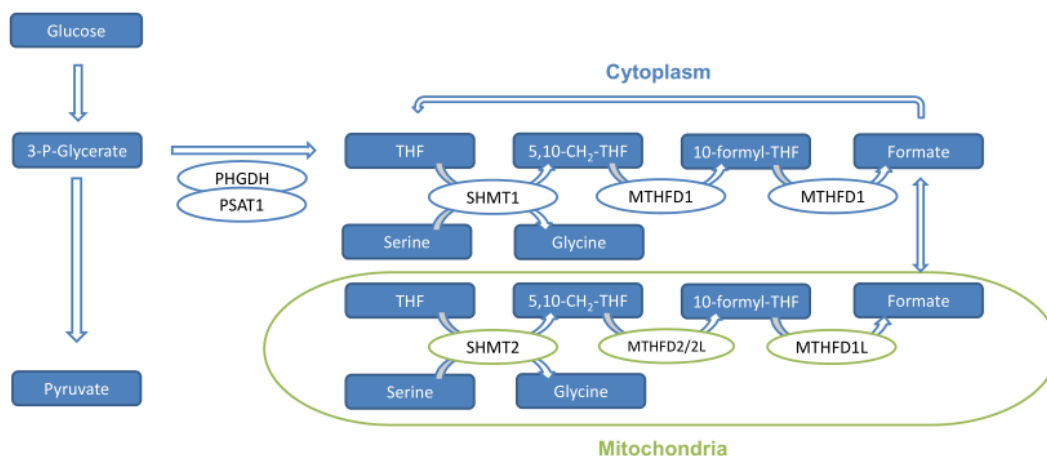 Glucose
Cytoplasm
3-P-Glycerate
THF
5,10-CH₂-THF
10-formyl-THF
Formate
PHGDH
PSAT1
SHMT1
MTHFD1
MTHFD1
Serine
Glycine
THF
5,10-CH₂-THF
10-formyl-THF
Formate
SHMT2
MTHFD2/2L
MTHFD1L
Pyruvate
Serine
Glycine
Mitochondria